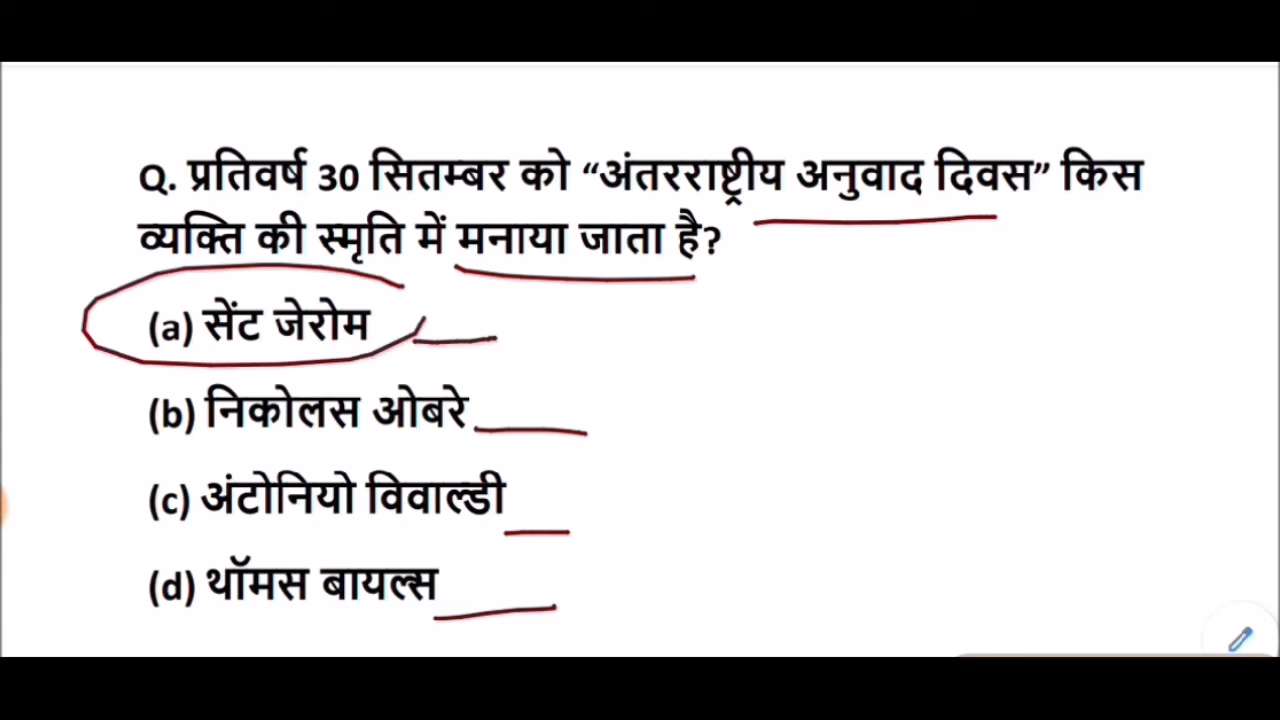 Q. प्रतिवर्ष 30 सितम्बर को “अंतरराष्ट्रीय अनुवाद दिवस” किस
व्यक्ति की स्मृति में मनाया जाता है?
(a) सेंट जेरोम
(b) निकोलस ओबरे
(c) अंटोनियो विवाल्डी
(d) थॉमस बायल्स